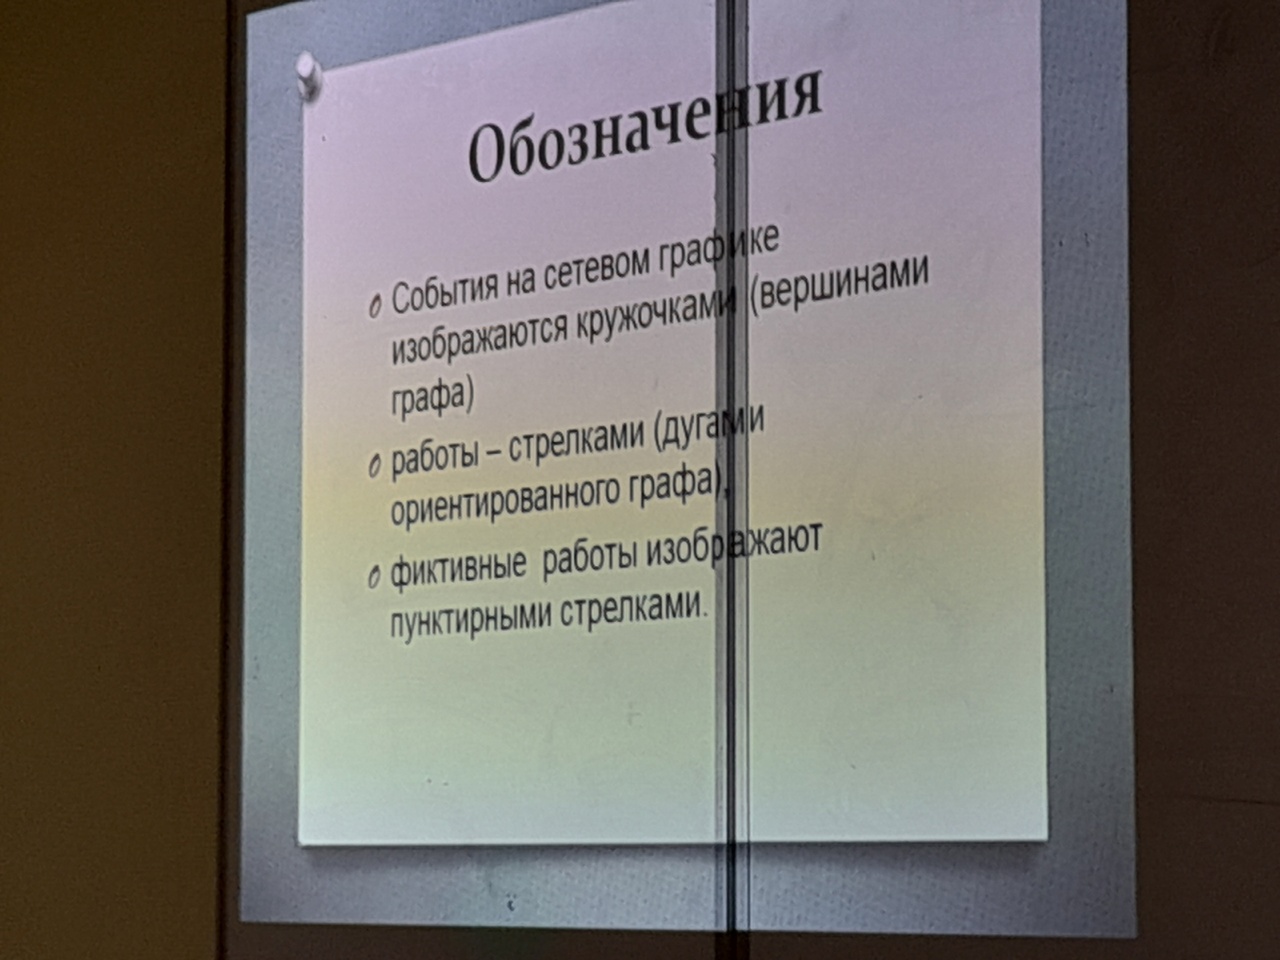 Обозначения
События на сетевом графике
изображаются кружочками (вершинами
графа)
работы – стрелками (дугами
ориентированного графа),
фиктивные работы изображают
пунктирными стрелками.